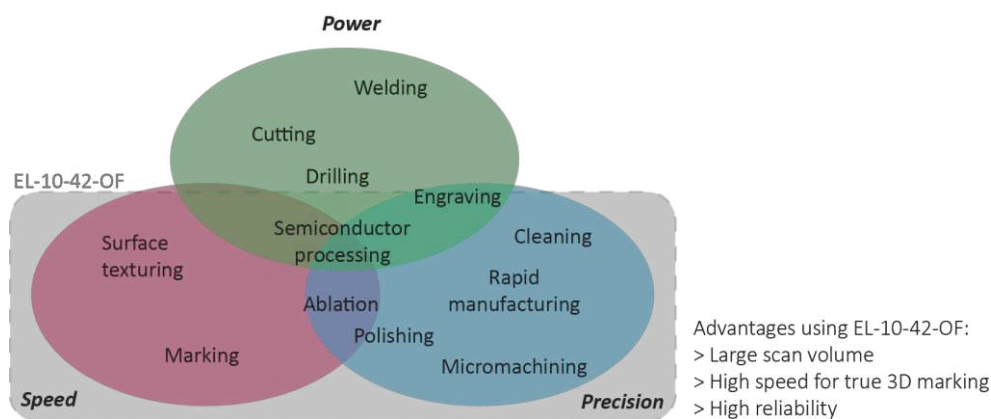 Power
Welding
Cutting
Drilling
EL-10-42-OF
Engraving
Semiconductor
processing
Surface
texturing
Cleaning
Rapid
manufacturing
Ablation
Polishing
Marking
Micromachining
Speed
Precision
Advantages using EL-10-42-OF:
> Large scan volume
> High speed for true 3D marking
> High reliability